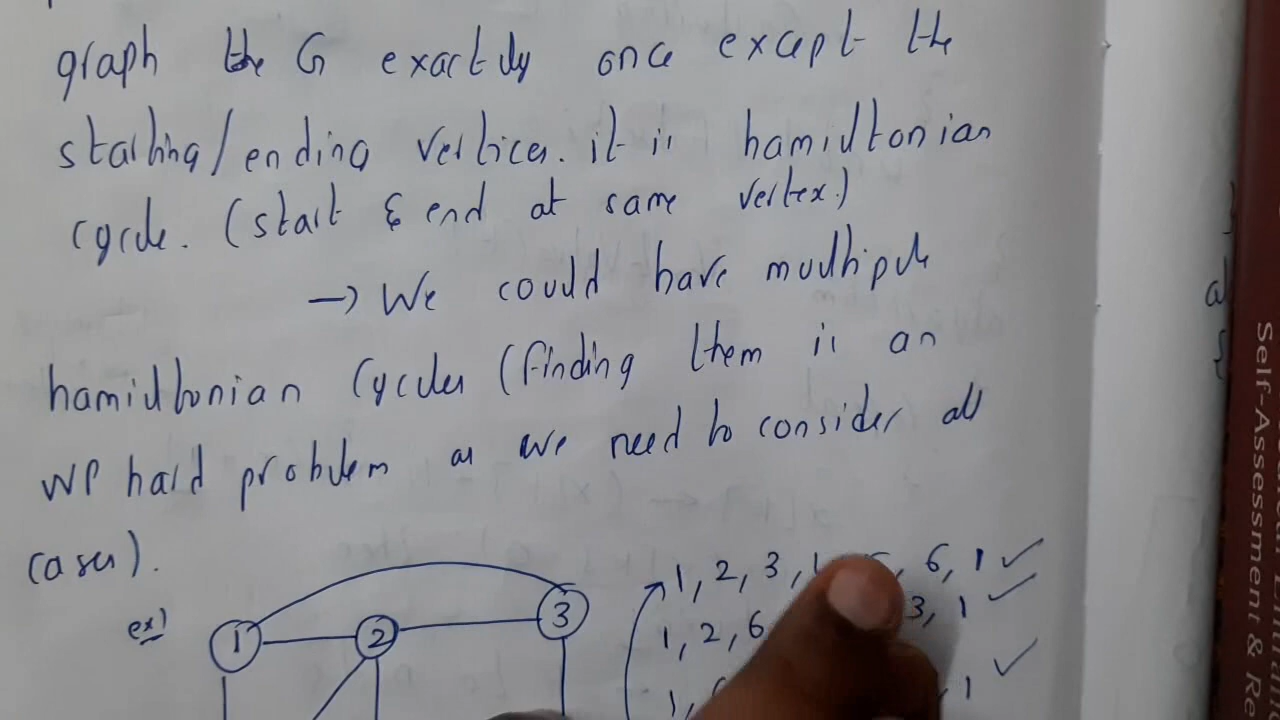 graph the G exactly once except the
starting/ending vertices. it is hamiltonian
cycle. (start & end at same vertex.)
→ We could have multiple
hamiltonian cycles (finding them is an
NP hard problem as we need to consider all
cases).
ex)
1 2 3
1, 2, 3, 6, 1 ✓
1, 2, 6 3, 1 ✓
1, , 1 ✓
Self-Assessment & Re